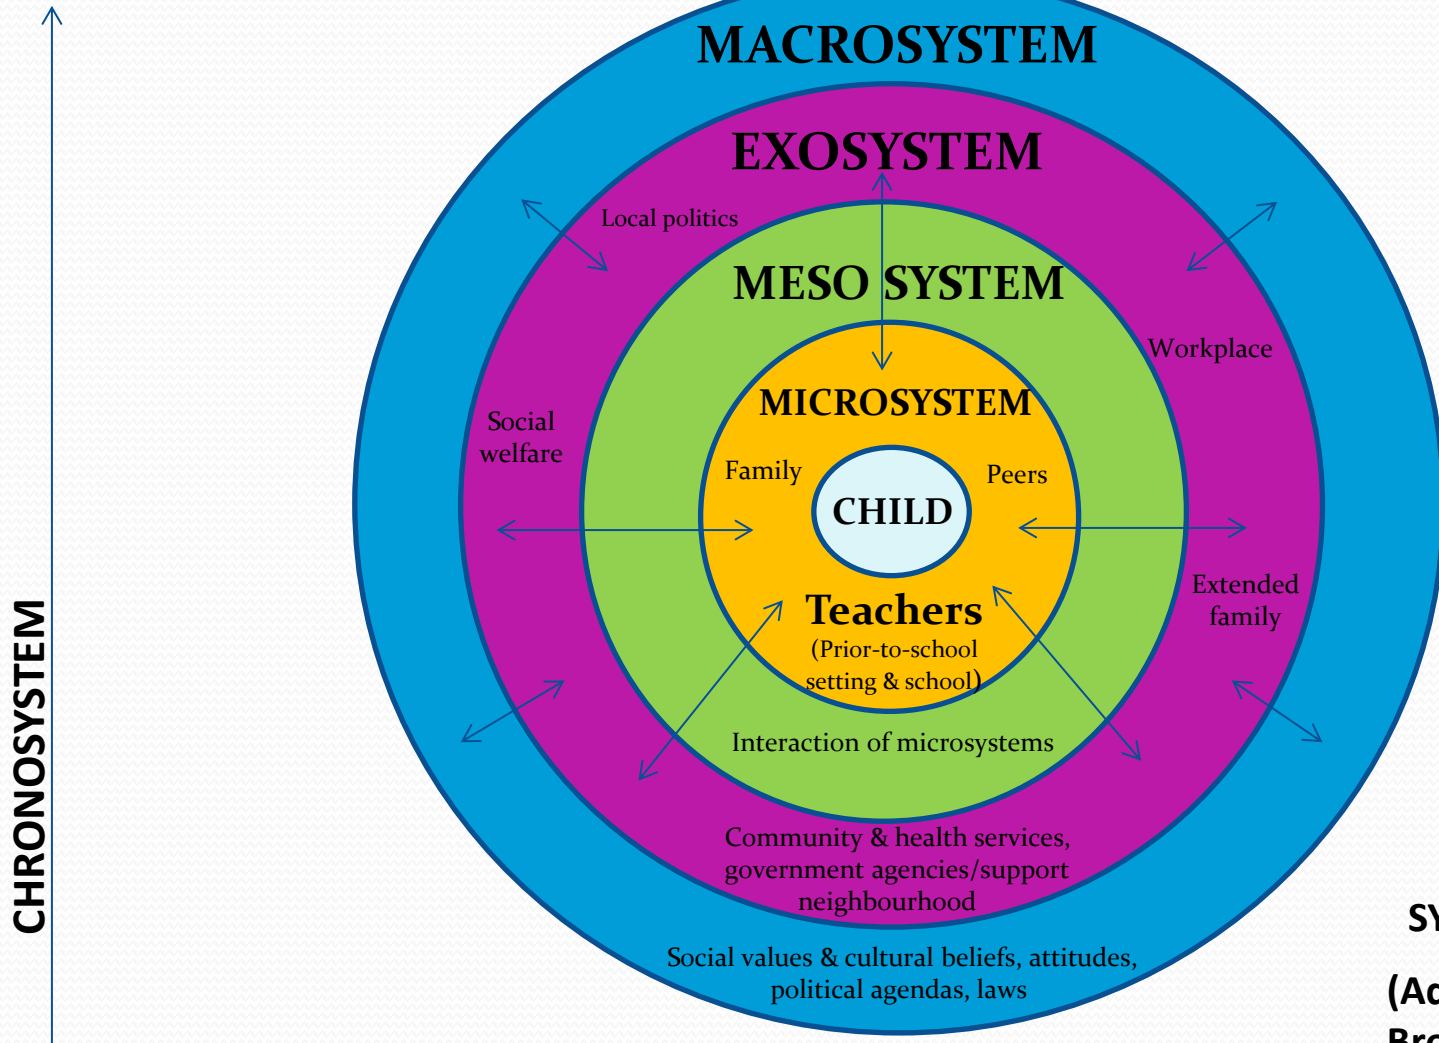 MACROSYSTEM
EXOSYSTEM
Local politics
MESO SYSTEM
Workplace
MICROSYSTEM
Social
welfare
Family
Peers
CHILD
Extended
family
Teachers
(Prior-to-school
setting & school)
Interaction of microsystems
Community & health services,
government agencies/support
neighbourhood
Social values & cultural beliefs, attitudes,
political agendas, laws
CHRONOSYSTEM